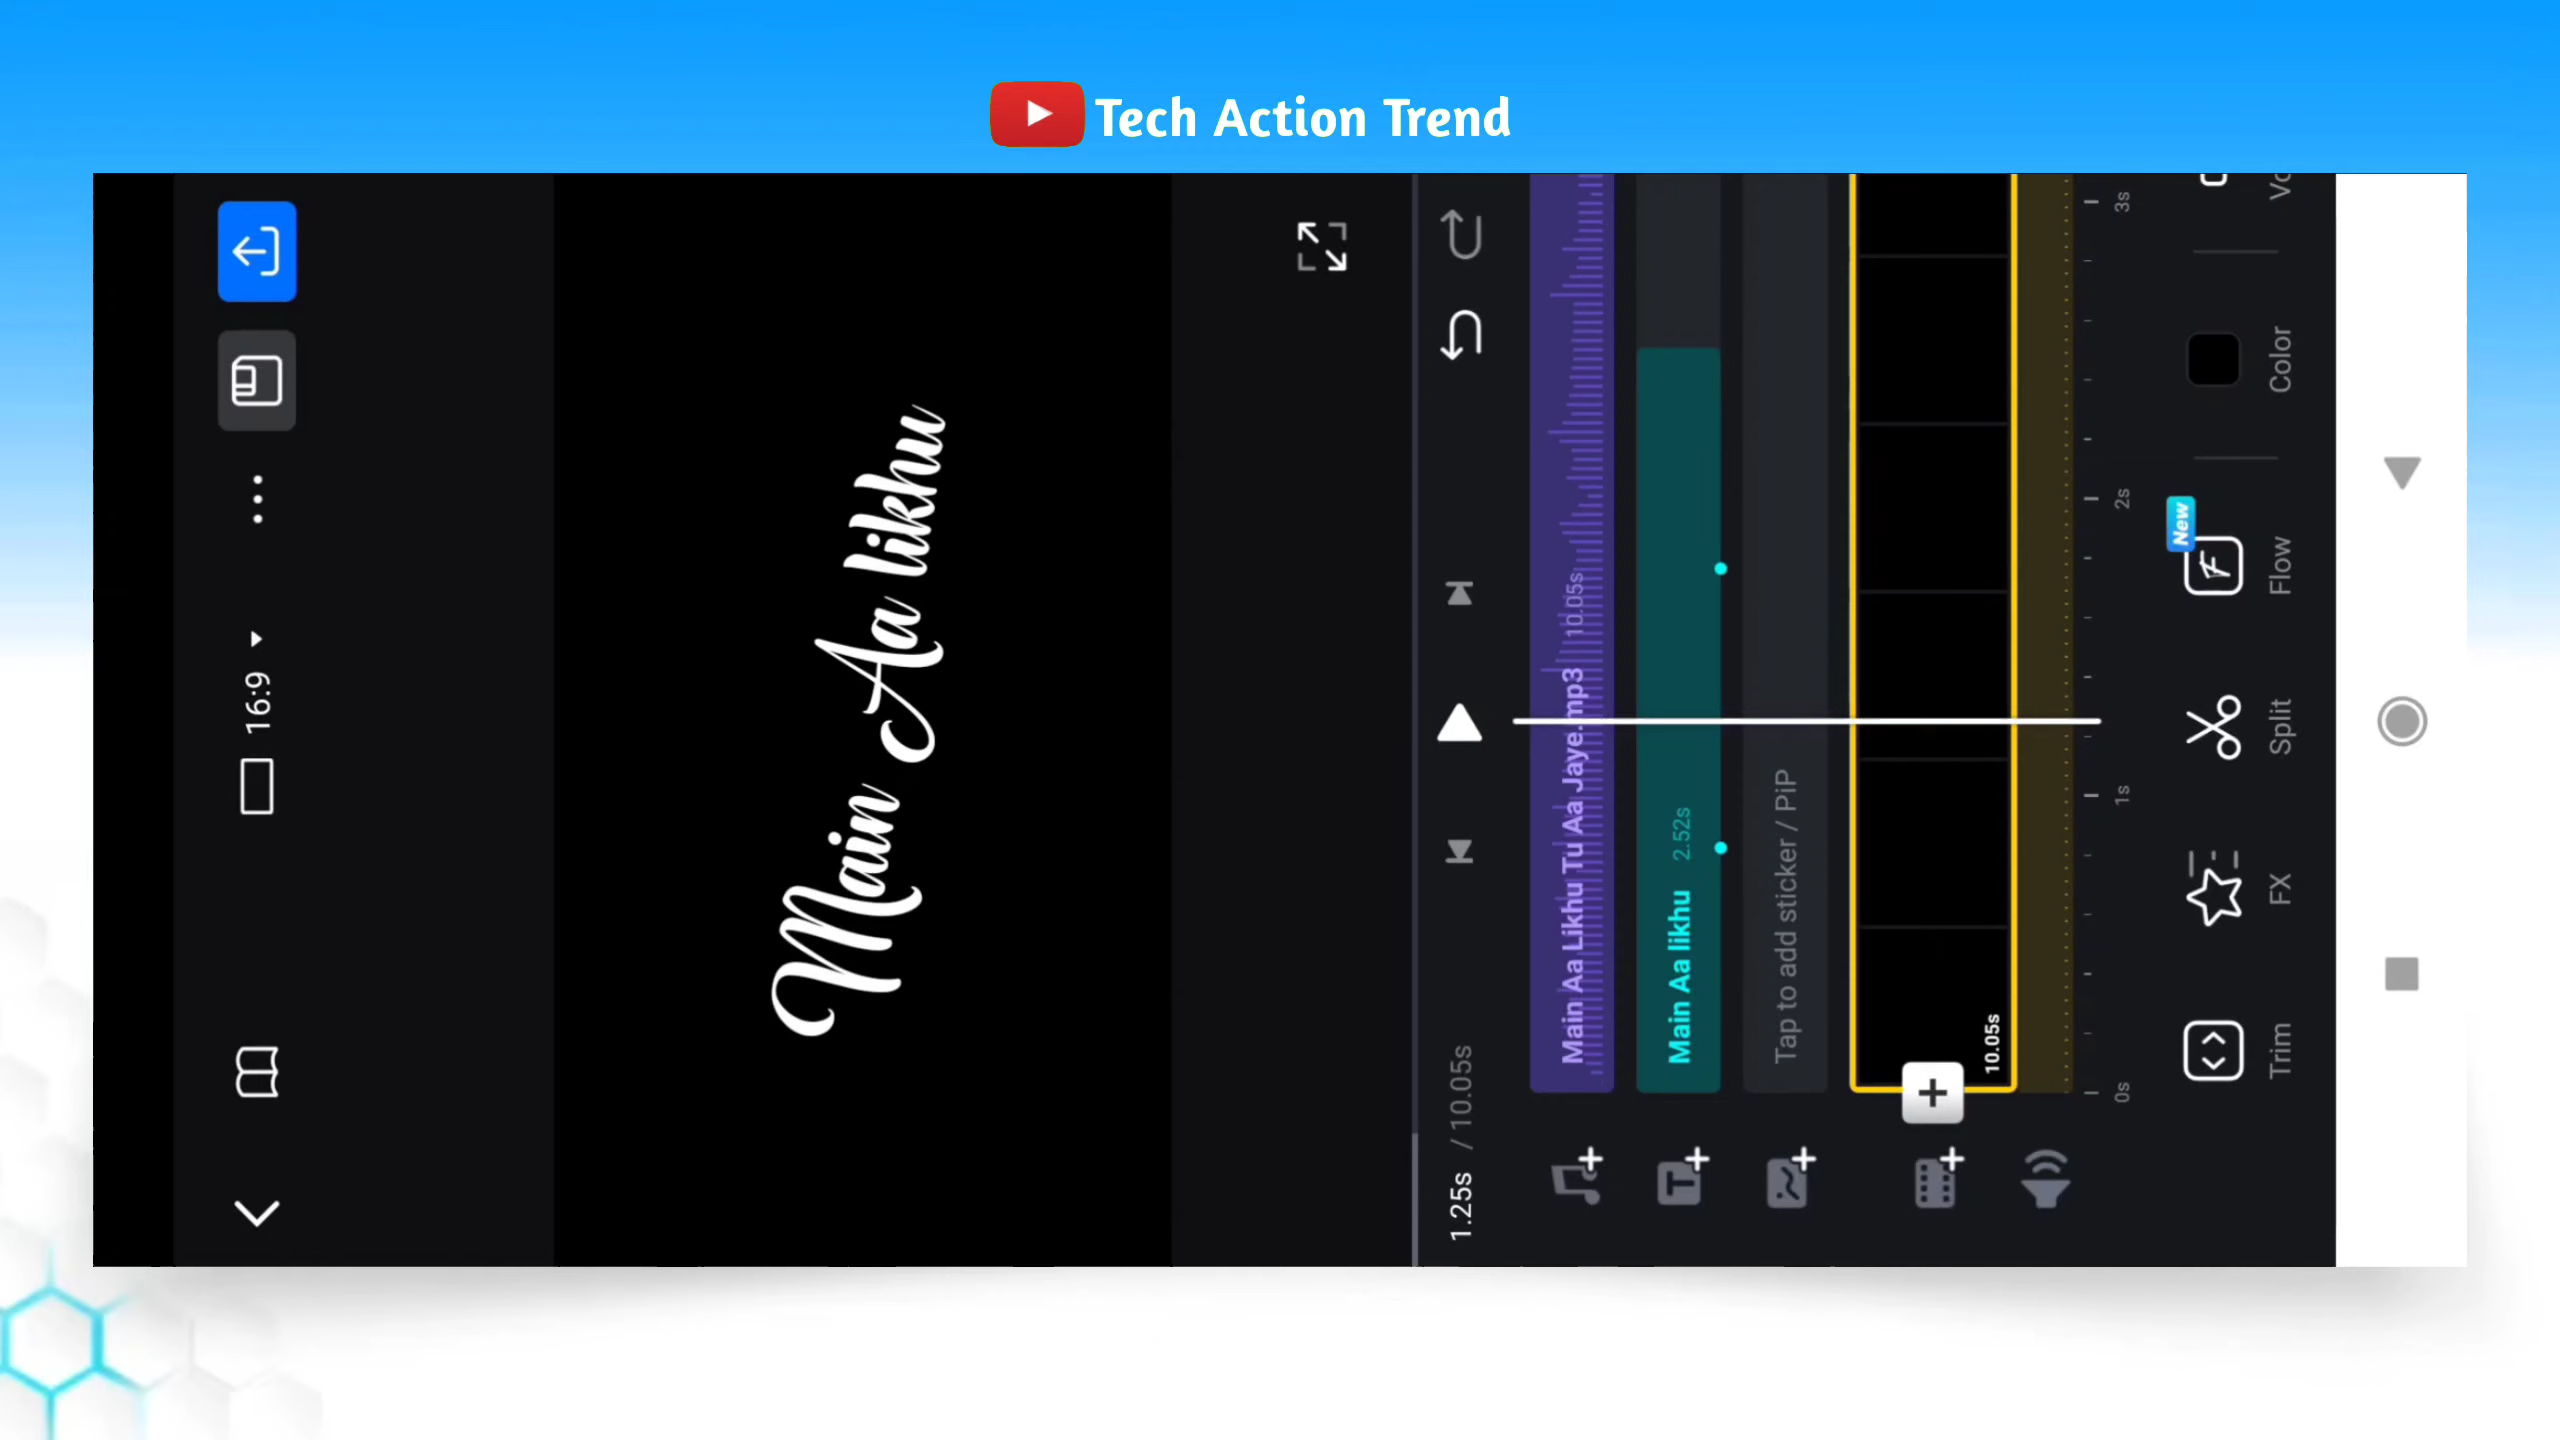 Tech Action Trend
16:9
Main Aa likhu
1.25s / 10.05s
Main Aa Likhu Tu Aa Jaye.mp3 10.05s
Main Aa likhu 2.52s
Tap to add sticker / PiP
10.05s
0s 1s 2s 3s
New
Trim FX Split Flow Color